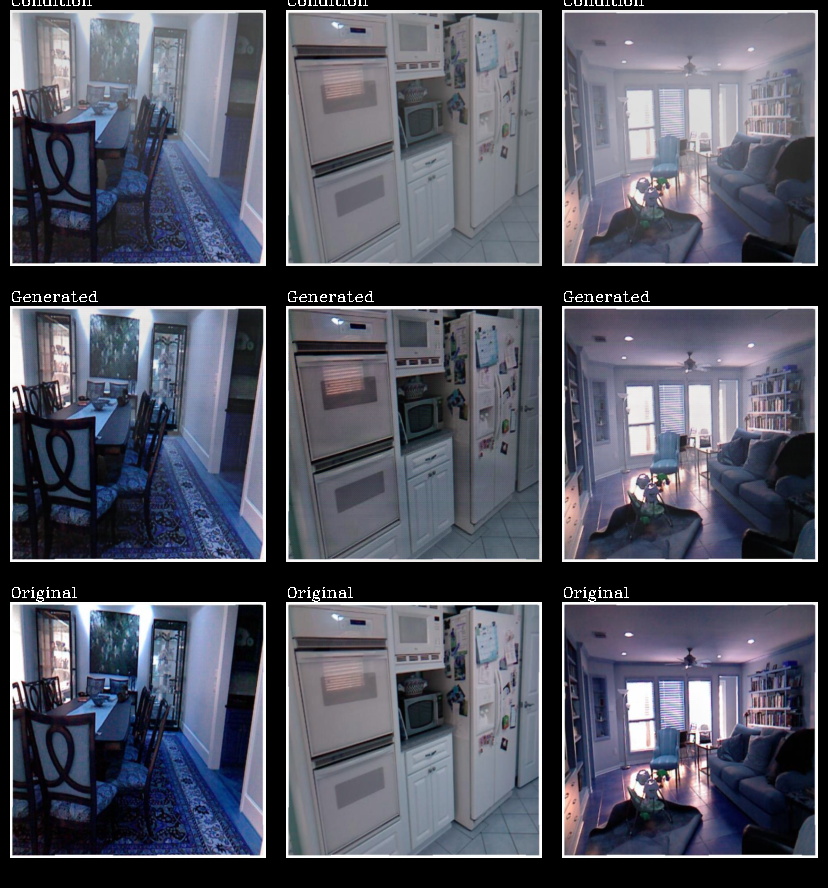 Condition Condition Condition
Generated Generated Generated
Original Original Original